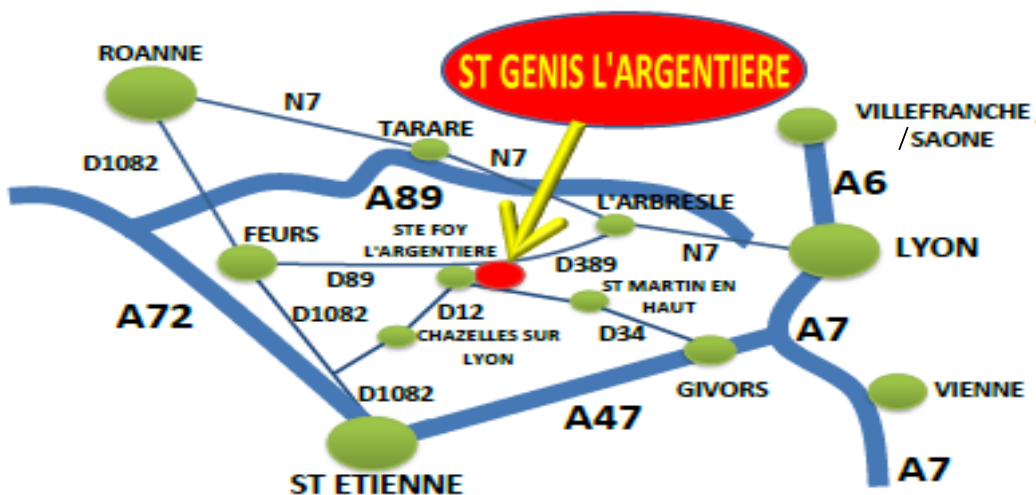 ROANNE
ST GENIS L'ARGENTIERE
N7
VILLEFRANCHE
/SAONE
TARARE
D1082
N7
A6
A89
L'ARBRESLE
STE FOY
L'ARGENTIERE
FEURS
N7
LYON
D89
D389
ST MARTIN EN
HAUT
A72
D1082
D12
D34
A7
CHAZELLES SUR
LYON
D1082
GIVORS
VIENNE
A47
A7
ST ETIENNE